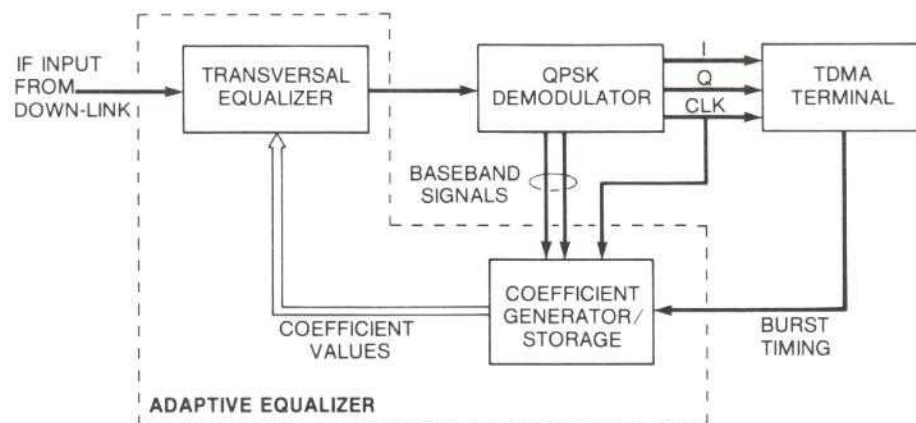 IF INPUT
FROM
DOWN-LINK
TRANSVERSAL
EQUALIZER
QPSK
DEMODULATOR
I
Q
CLK
TDMA
TERMINAL
BASEBAND
SIGNALS
COEFFICIENT
GENERATOR/
STORAGE
COEFFICIENT
VALUES
BURST
TIMING
ADAPTIVE EQUALIZER